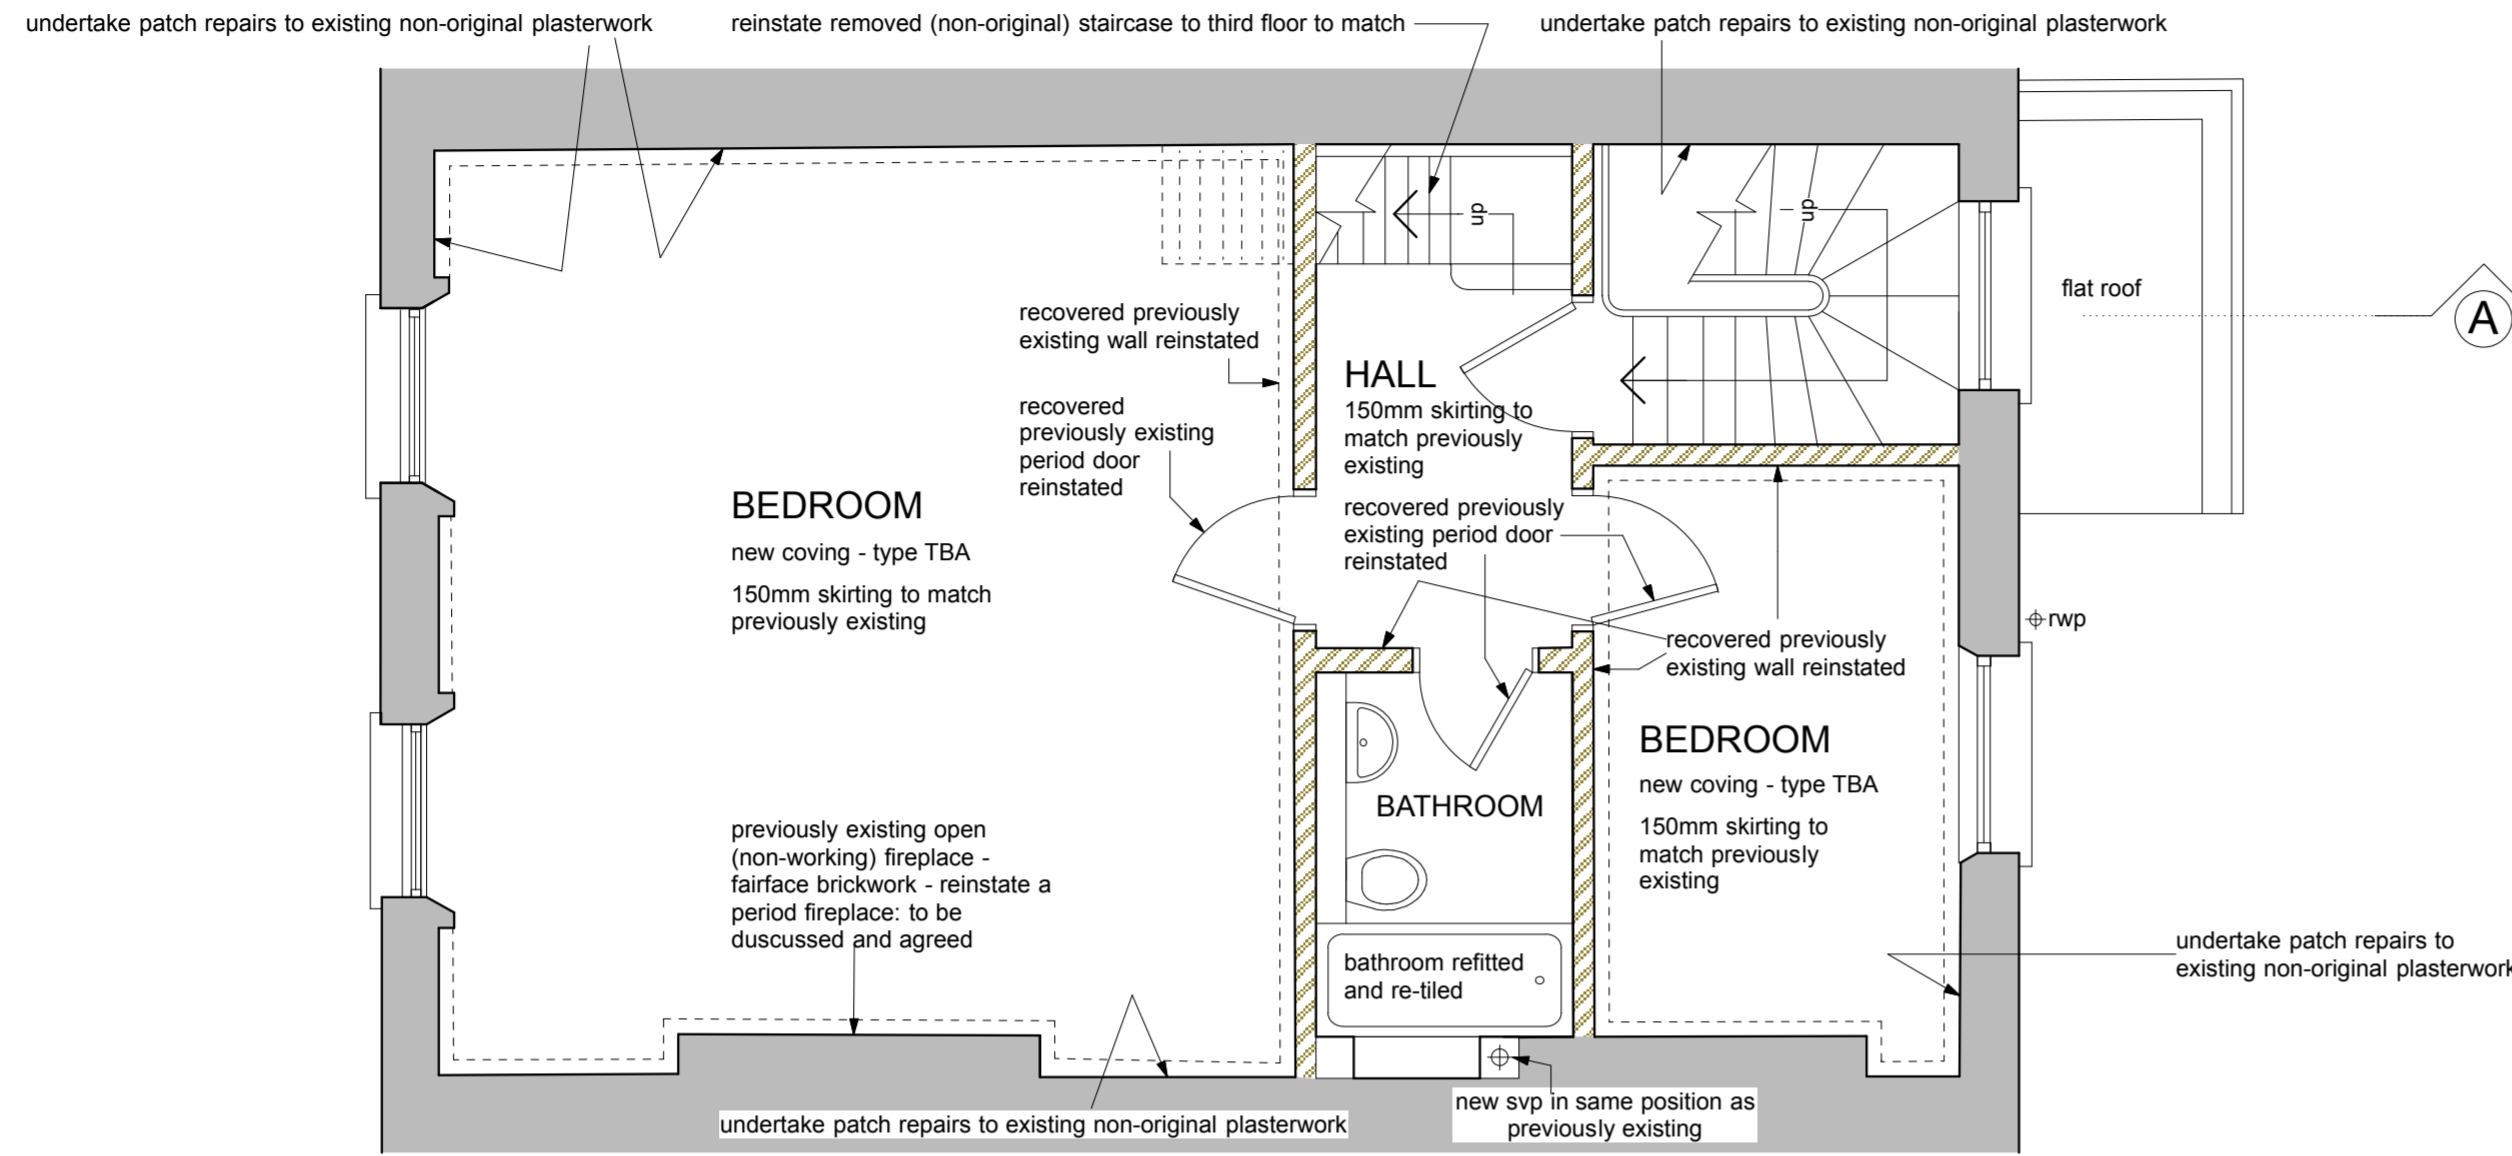 undertake patch repairs to existing non-original plasterwork
reinstate removed (non-original) staircase to third floor to match
undertake patch repairs to existing non-original plasterwork
up
up
flat roof
A
recovered previously
existing wall reinstated
HALL
150mm skirting to
match previously
existing
recovered
previously existing
period door
reinstated
BEDROOM
new coving - type TBA
150mm skirting to match
previously existing
recovered previously
existing period door
reinstated
rwp
recovered previously
existing wall reinstated
BEDROOM
new coving - type TBA
150mm skirting to
match previously
existing
BATHROOM
previously existing open
(non-working) fireplace -
fairface brickwork - reinstate a
period fireplace: to be
duscussed and agreed
bathroom refitted
and re-tiled
undertake patch repairs to
existing non-original plasterwork
undertake patch repairs to existing non-original plasterwork
new svp in same position as
previously existing